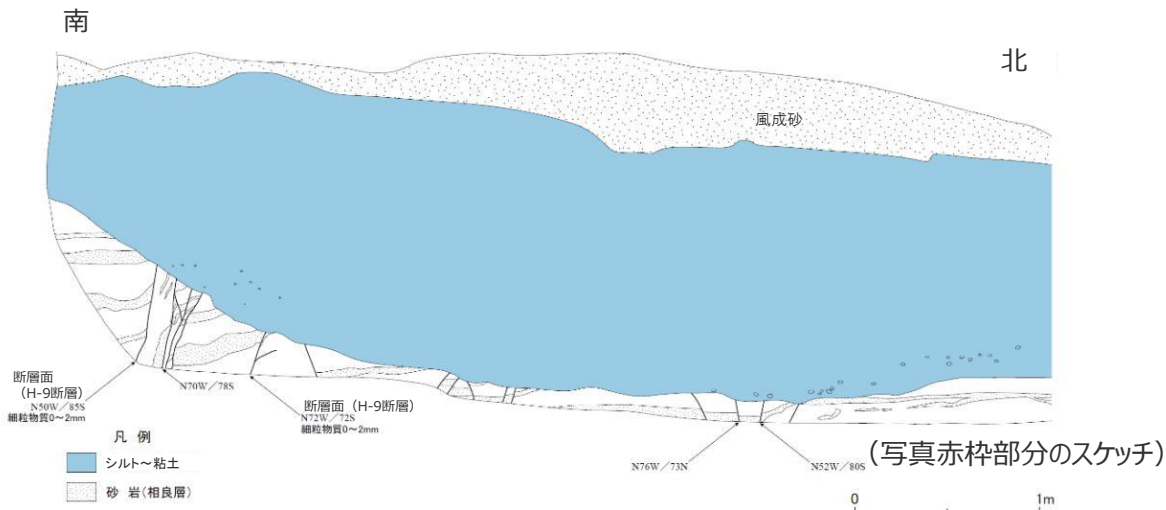 南
北
風成砂
断層面
(H-9断層)
N50W/85S
細粒物質0~2mm
N70W/78S
断層面(H-9断層)
N72W/72S
細粒物質0~2mm
N76W/73N
N52W/80S
(写真赤枠部分のスケッチ)
凡 例
シルト~粘土
砂 岩(相良層)
0 1m